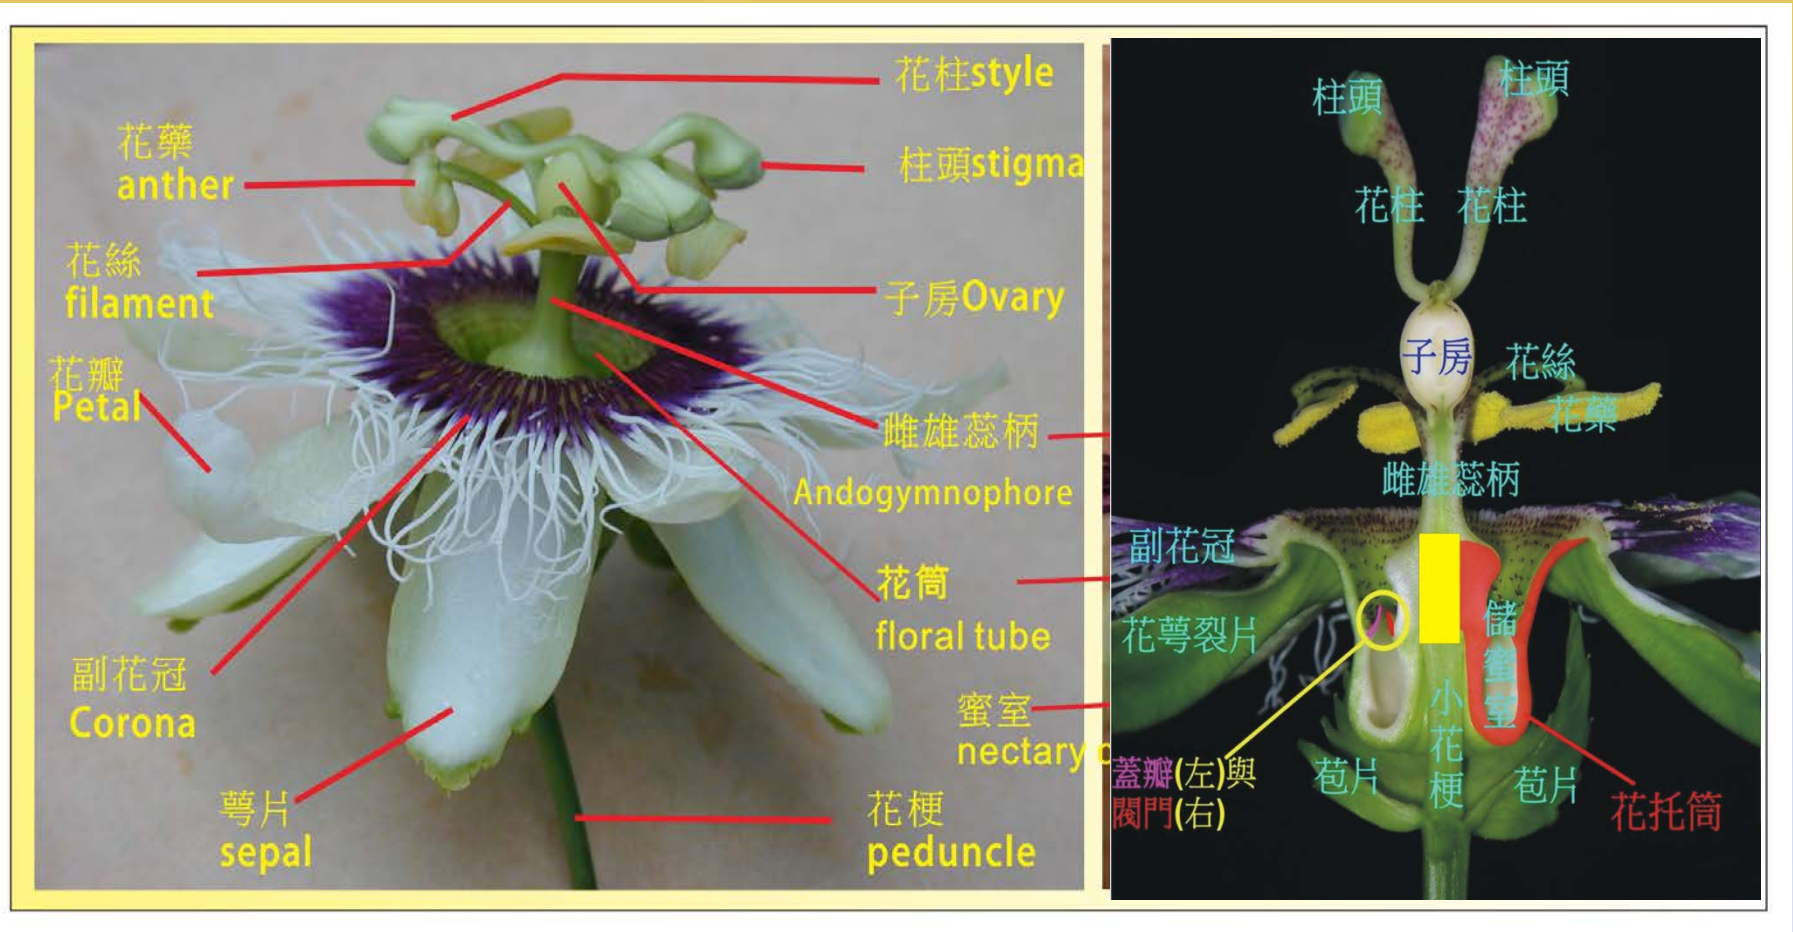 花柱style
花藥
anther
柱頭stigma
花絲
filament
子房Ovary
花瓣
Petal
雌雄蕊柄
Andogymnophore
花筒
floral tube
副花冠
Corona
蜜室
nectary
萼片
sepal
花梗
peduncle
柱頭
柱頭
花柱
花柱
子房
花絲
花藥
雌雄蕊柄
副花冠
花萼裂片
儲蜜室
小花梗
蓋瓣(左)與
閥門(右)
苞片
苞片
花托筒